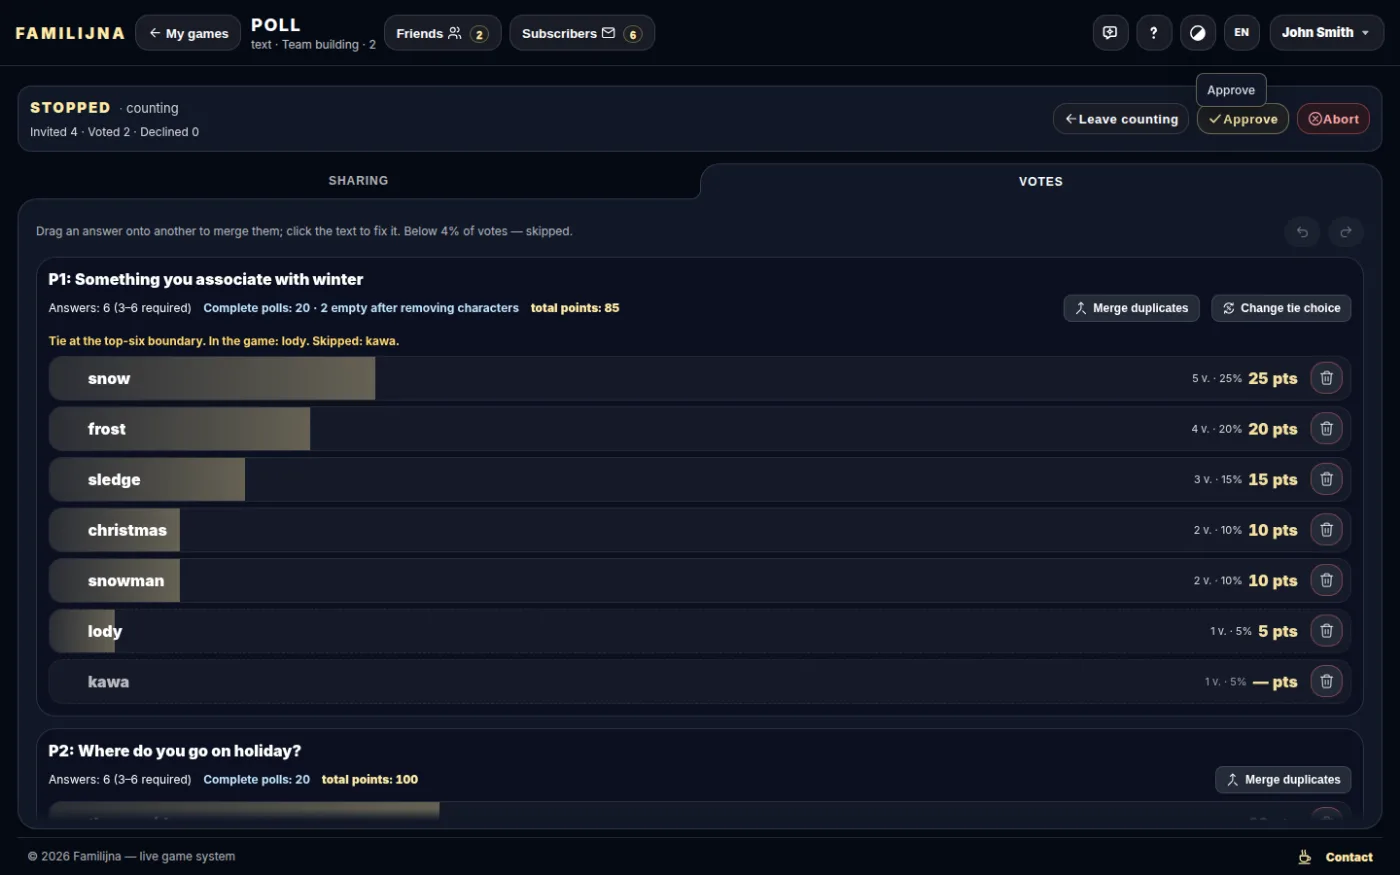 FAMILIJNA
My games
POLL
text · Team building · 2
Friends 2
Subscribers 6
?
EN
John Smith
STOPPED · counting
Invited 4 · Voted 2 · Declined 0
Approve
Leave counting
Approve
Abort
SHARING
VOTES
Drag an answer onto another to merge them; click the text to fix it. Below 4% of votes — skipped.
P1: Something you associate with winter
Answers: 6 (3–6 required) Complete polls: 20 · 2 empty after removing characters total points: 85
Merge duplicates
Change tie choice
Tie at the top-six boundary. In the game: lody. Skipped: kawa.
snow 5 v. · 25% 25 pts
frost 4 v. · 20% 20 pts
sledge 3 v. · 15% 15 pts
christmas 2 v. · 10% 10 pts
snowman 2 v. · 10% 10 pts
lody 1 v. · 5% 5 pts
kawa 1 v. · 5% — pts
P2: Where do you go on holiday?
Answers: 6 (3–6 required) Complete polls: 20 total points: 100
Merge duplicates
© 2026 Familijna — live game system
Contact